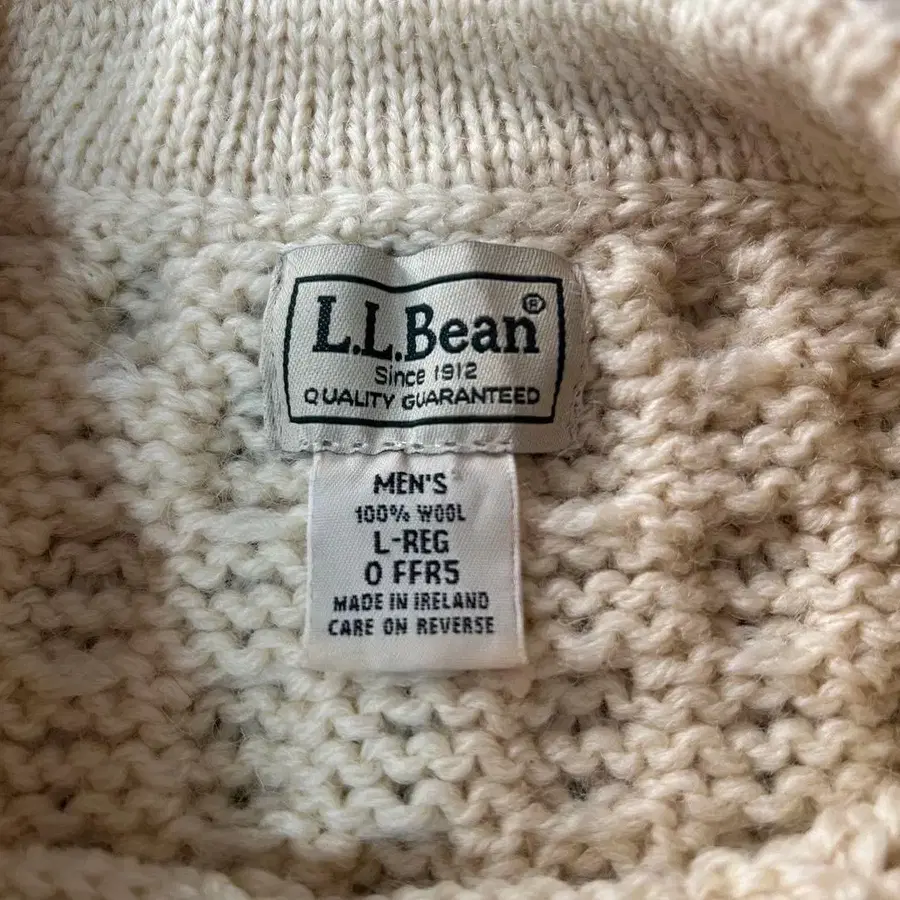 L.L.Bean®
Since 1912
QUALITY GUARANTEED
MEN'S
100% WOOL
L-REG
0 FFR5
MADE IN IRELAND
CARE ON REVERSE